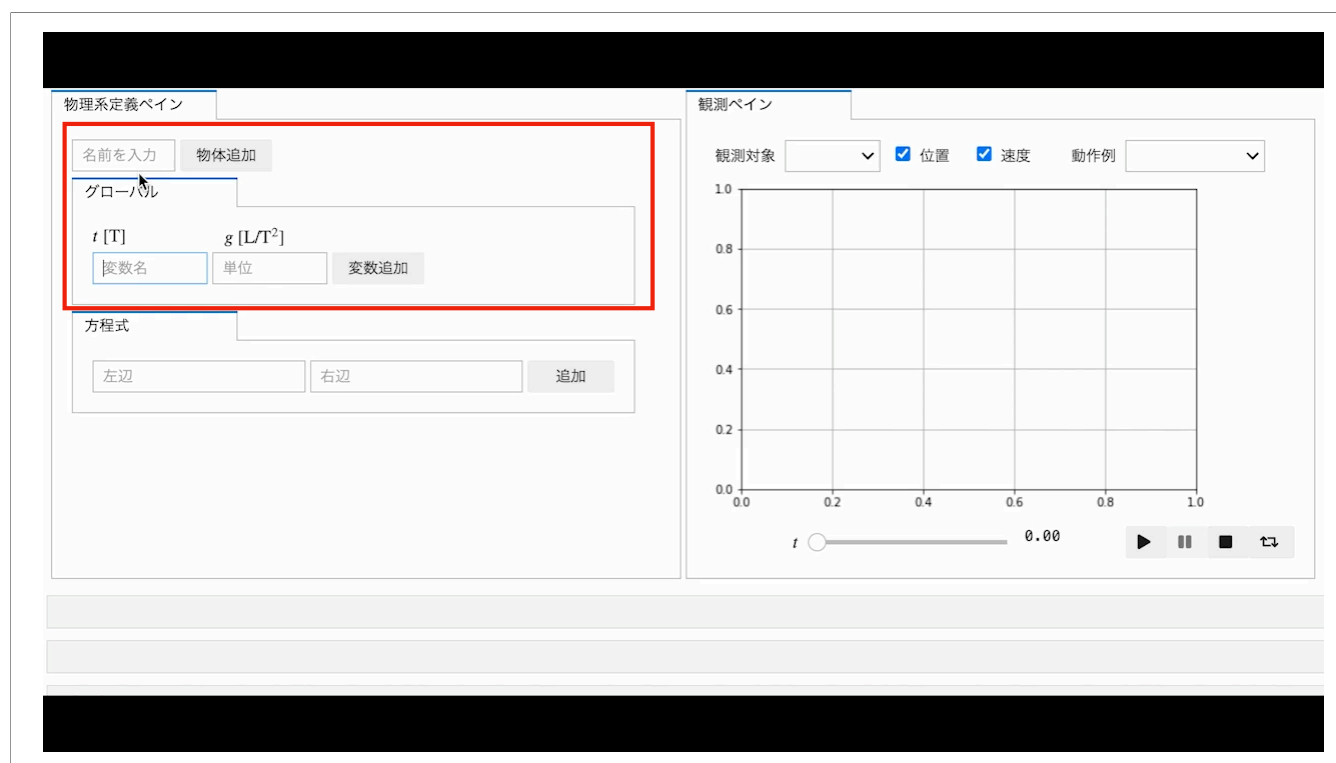 物理系定義ペイン
名前を入力 物体追加
グローバル
t [T] g [L/T²]
変数名 単位 変数追加
方程式
左辺 右辺 追加
観測ペイン
観測対象 位置 速度 動作例
1.0
0.8
0.6
0.4
0.2
0.0
0.0 0.2 0.4 0.6 0.8 1.0
t 0.00